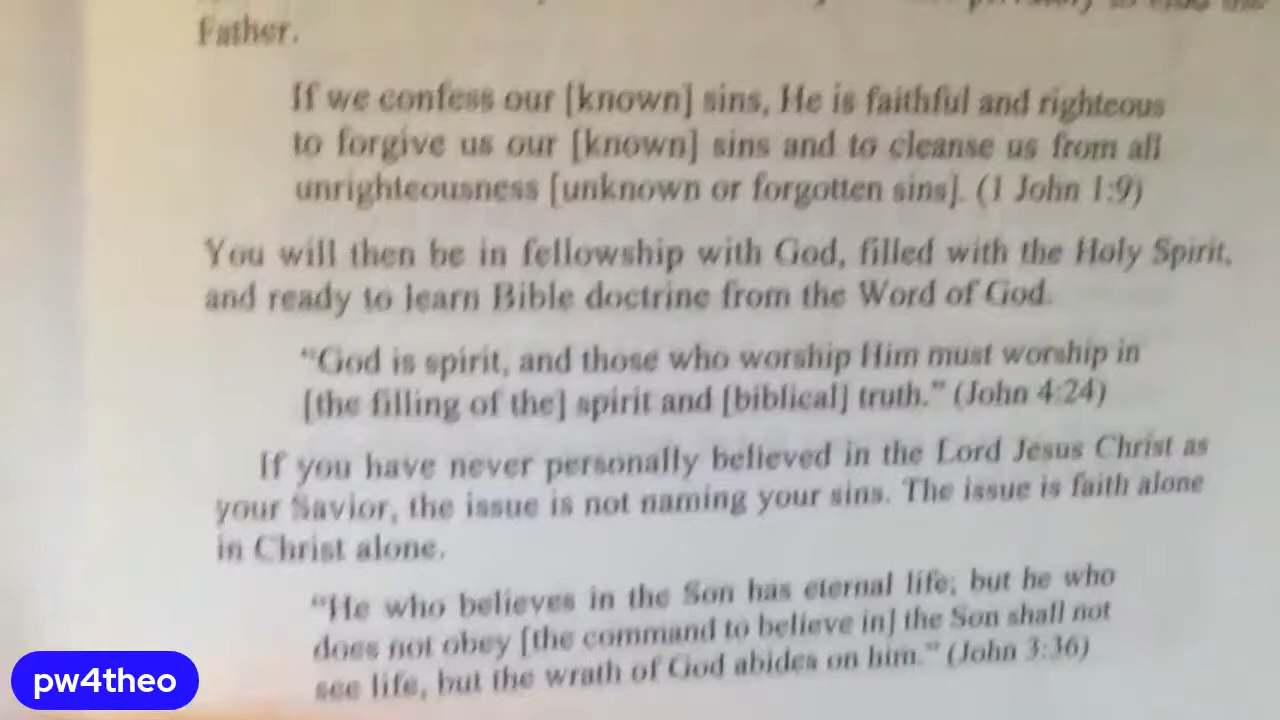 Father.
If we confess our [known] sins, He is faithful and righteous
to forgive us our [known] sins and to cleanse us from all
unrighteousness [unknown or forgotten sins]. (1 John 1:9)
You will then be in fellowship with God, filled with the Holy Spirit,
and ready to learn Bible doctrine from the Word of God.
“God is spirit, and those who worship Him must worship in
[the filling of the] spirit and [biblical] truth.” (John 4:24)
If you have never personally believed in the Lord Jesus Christ as
your Savior, the issue is not naming your sins. The issue is faith alone
in Christ alone.
“He who believes in the Son has eternal life; but he who
does not obey [the command to believe in] the Son shall not
see life, but the wrath of God abides on him.” (John 3:36)
pw4theo